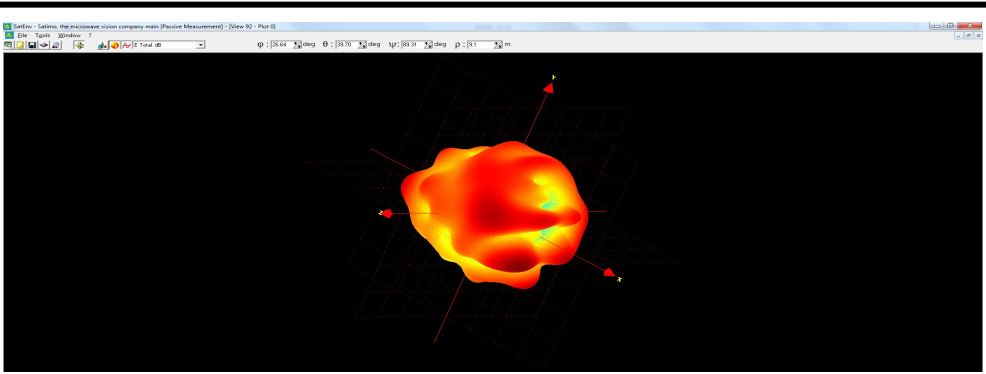 SatEnv - Satimo, the microwave vision company main [Passive Measurement] - [View 92 - Plot 0]
File Tools Window ?
E Total dB φ : 26.64 deg θ : 39.70 deg ψ: 89.31 deg ρ : 9.1 m
y
z
x